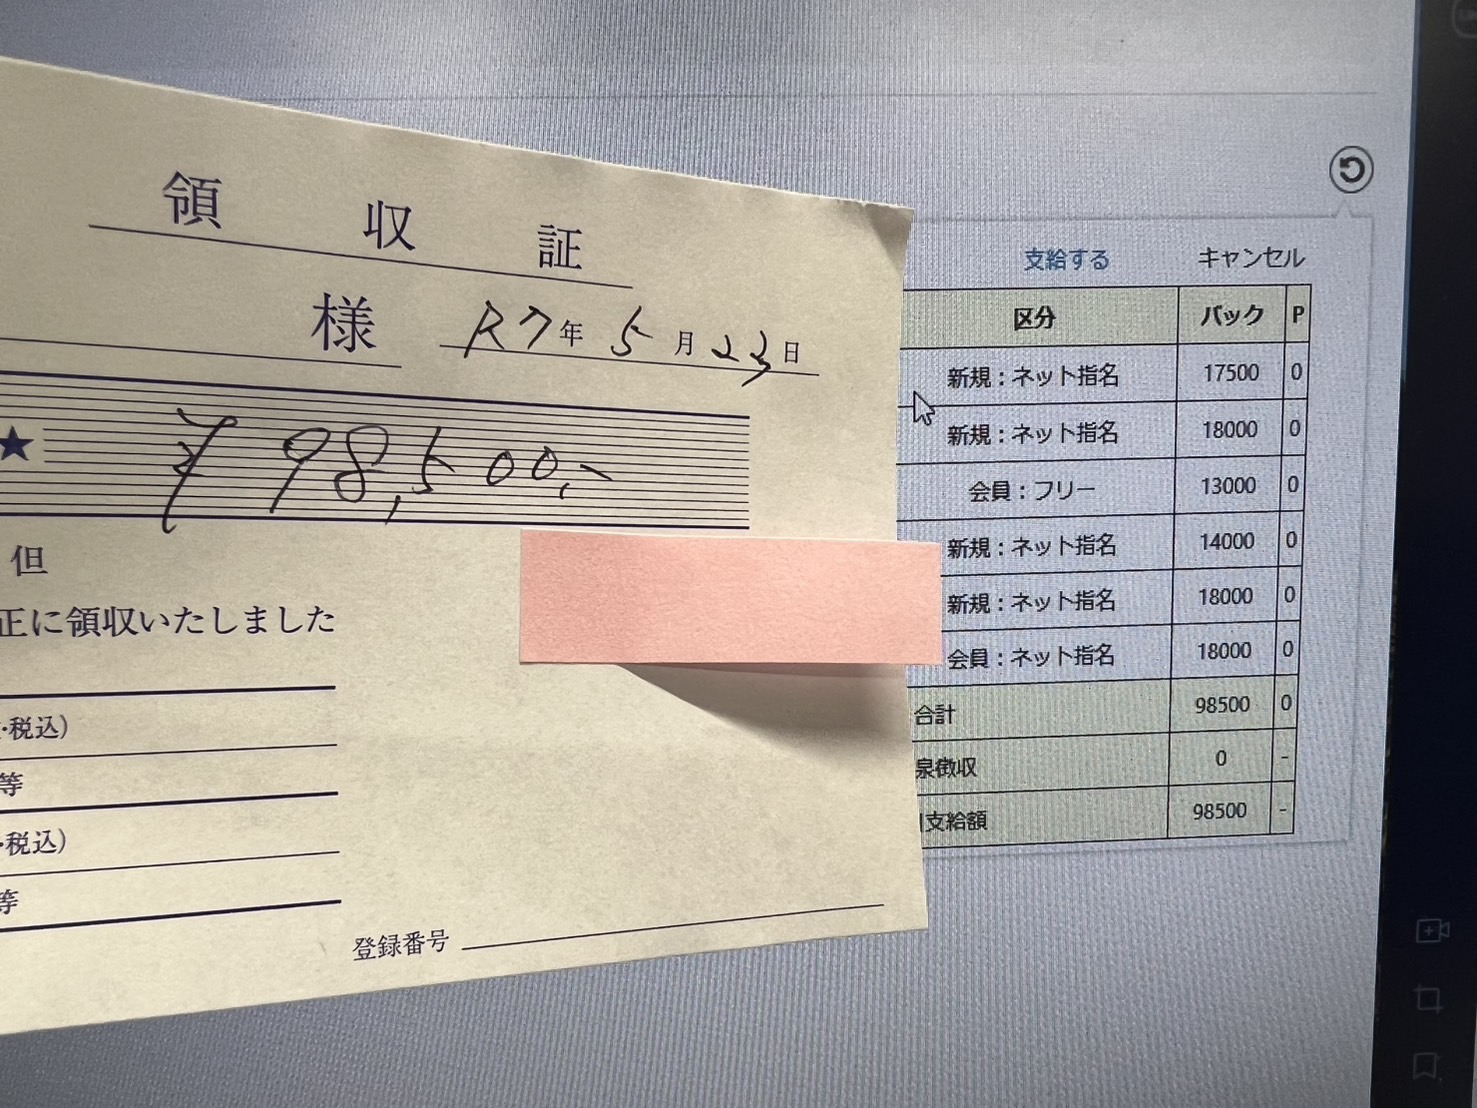 領収証
様 R7年5月23日
★ ¥98,500,-
但
正に領収いたしました
税込)
等
税込)
等
登録番号
支給する キャンセル
区分 バック P
新規：ネット指名 17500 0
新規：ネット指名 18000 0
会員：フリー 13000 0
新規：ネット指名 14000 0
新規：ネット指名 18000 0
会員：ネット指名 18000 0
合計 98500 0
泉徴収 0 -
支給額 98500 -